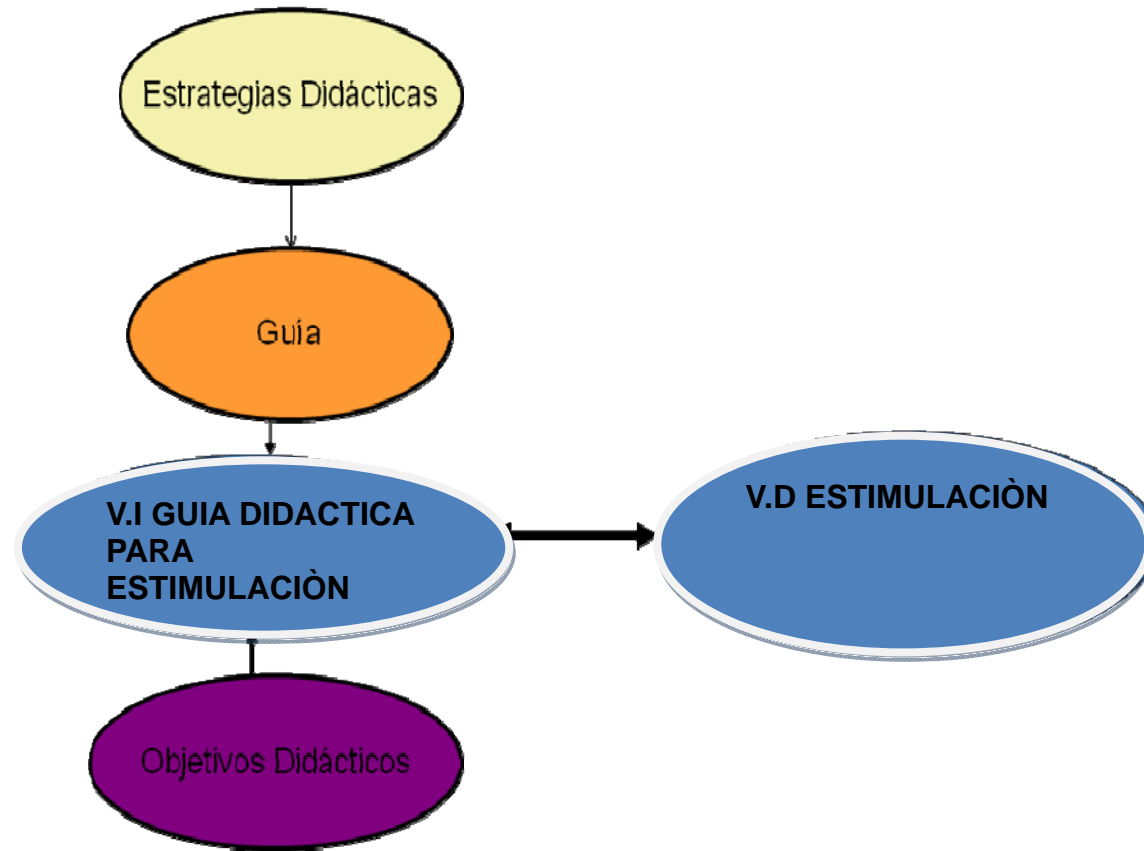 Estrategias Didácticas
Guía
V.I GUIA DIDACTICA
PARA
ESTIMULACIÒN
V.D ESTIMULACIÒN
Objetivos Didácticos